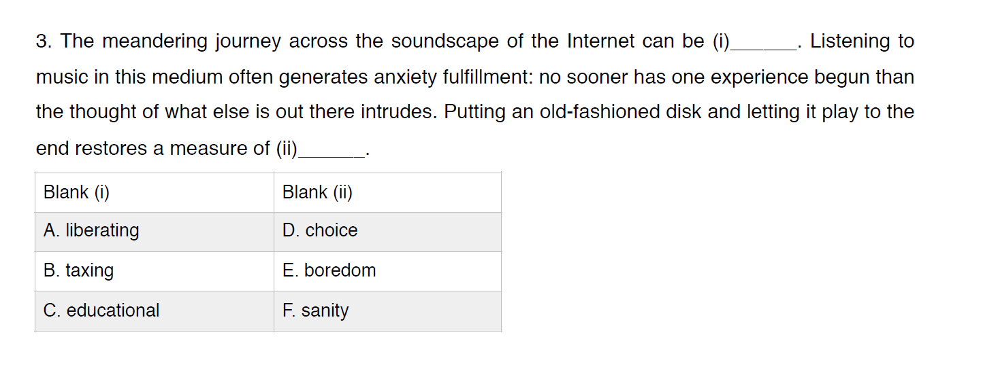 3. The meandering journey across the soundscape of the Internet can be (i)______. Listening to
music in this medium often generates anxiety fulfillment: no sooner has one experience begun than
the thought of what else is out there intrudes. Putting an old-fashioned disk and letting it play to the
end restores a measure of (ii)______.
Blank (i) Blank (ii)
A. liberating D. choice
B. taxing E. boredom
C. educational F. sanity